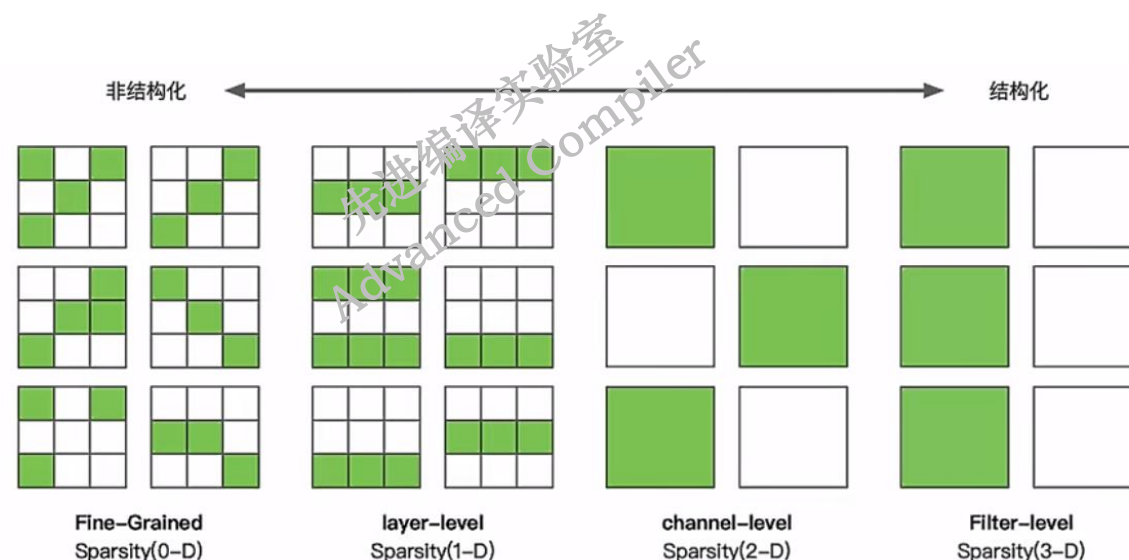 先进编译实验室
Advanced Compiler
非结构化
结构化
Fine-Grained
Sparsity(0-D)
layer-level
Sparsity(1-D)
channel-level
Sparsity(2-D)
Filter-level
Sparsity(3-D)